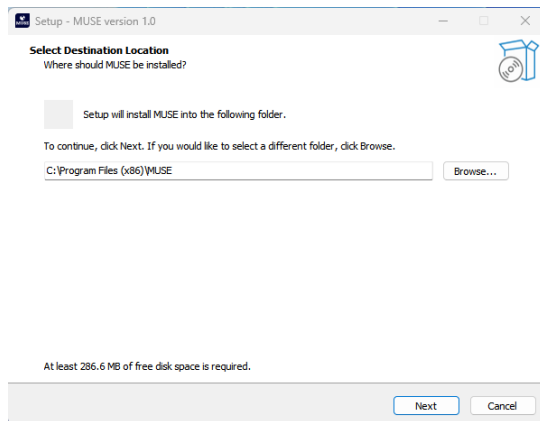 Setup - MUSE version 1.0
Select Destination Location
Where should MUSE be installed?
Setup will install MUSE into the following folder.
To continue, click Next. If you would like to select a different folder, click Browse.
C:\Program Files (x86)\MUSE
Browse...
At least 286.6 MB of free disk space is required.
Next
Cancel